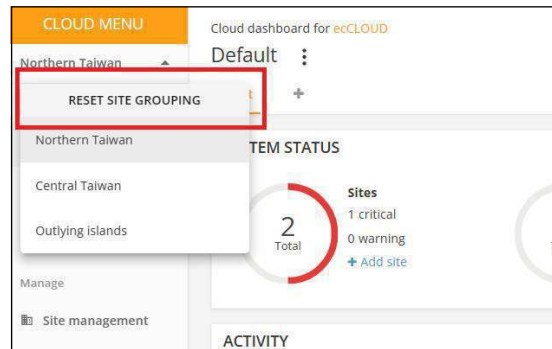 CLOUD MENU
Northern Taiwan
RESET SITE GROUPING
Northern Taiwan
Central Taiwan
Outlying islands
Manage
Site management
Cloud dashboard for ecCLOUD
Default
+
TEM STATUS
2
Total
Sites
1 critical
0 warning
+ Add site
ACTIVITY